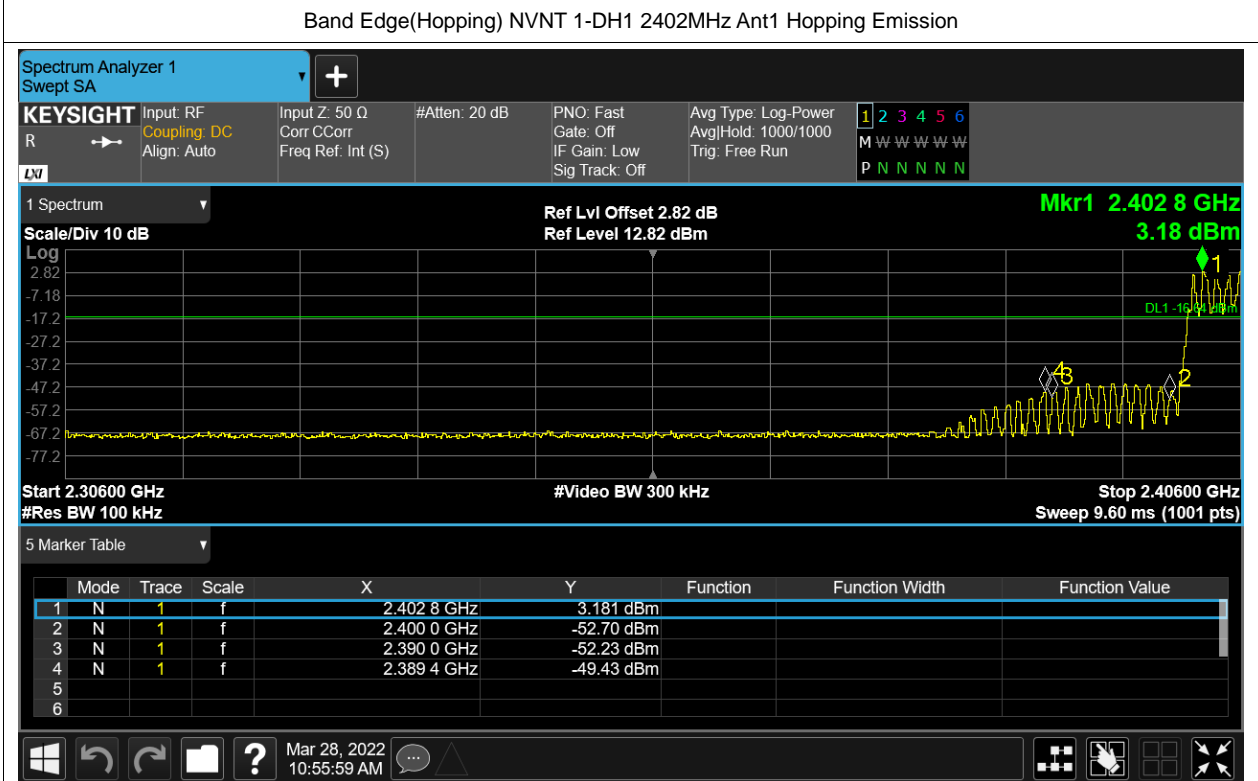 Band Edge(Hopping) NVNT 1-DH1 2402MHz Ant1 Hopping Emission
Spectrum Analyzer 1
Swept SA
+
KEYSIGHT
R
LXI
Input: RF
Coupling: DC
Align: Auto
Input Z: 50 Ω
Corr CCorr
Freq Ref: Int (S)
#Atten: 20 dB
PNO: Fast
Gate: Off
IF Gain: Low
Sig Track: Off
Avg Type: Log-Power
Avg|Hold: 1000/1000
Trig: Free Run
1 2 3 4 5 6
M W W W W W
P N N N N N
1 Spectrum
Scale/Div 10 dB
Ref Lvl Offset 2.82 dB
Ref Level 12.82 dBm
Mkr1 2.402 8 GHz
3.18 dBm
Log
2.82
-7.18
-17.2
-27.2
-37.2
-47.2
-57.2
-67.2
-77.2
1
DL1 -16.64 dBm
4
3
2
Start 2.30600 GHz
#Video BW 300 kHz
Stop 2.40600 GHz
#Res BW 100 kHz
Sweep 9.60 ms (1001 pts)
5 Marker Table
Mode Trace Scale X Y Function Function Width Function Value
1 N 1 f 2.402 8 GHz 3.181 dBm
2 N 1 f 2.400 0 GHz -52.70 dBm
3 N 1 f 2.390 0 GHz -52.23 dBm
4 N 1 f 2.389 4 GHz -49.43 dBm
5
6
?
Mar 28, 2022
10:55:59 AM